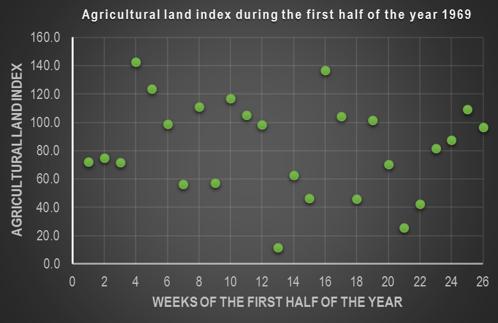 Agricultural land index during the first half of the year 1969
160.0
140.0
120.0
100.0
80.0
60.0
40.0
20.0
0.0
AGRICULTURAL LAND INDEX
0 2 4 6 8 10 12 14 16 18 20 22 24 26
WEEKS OF THE FIRST HALF OF THE YEAR